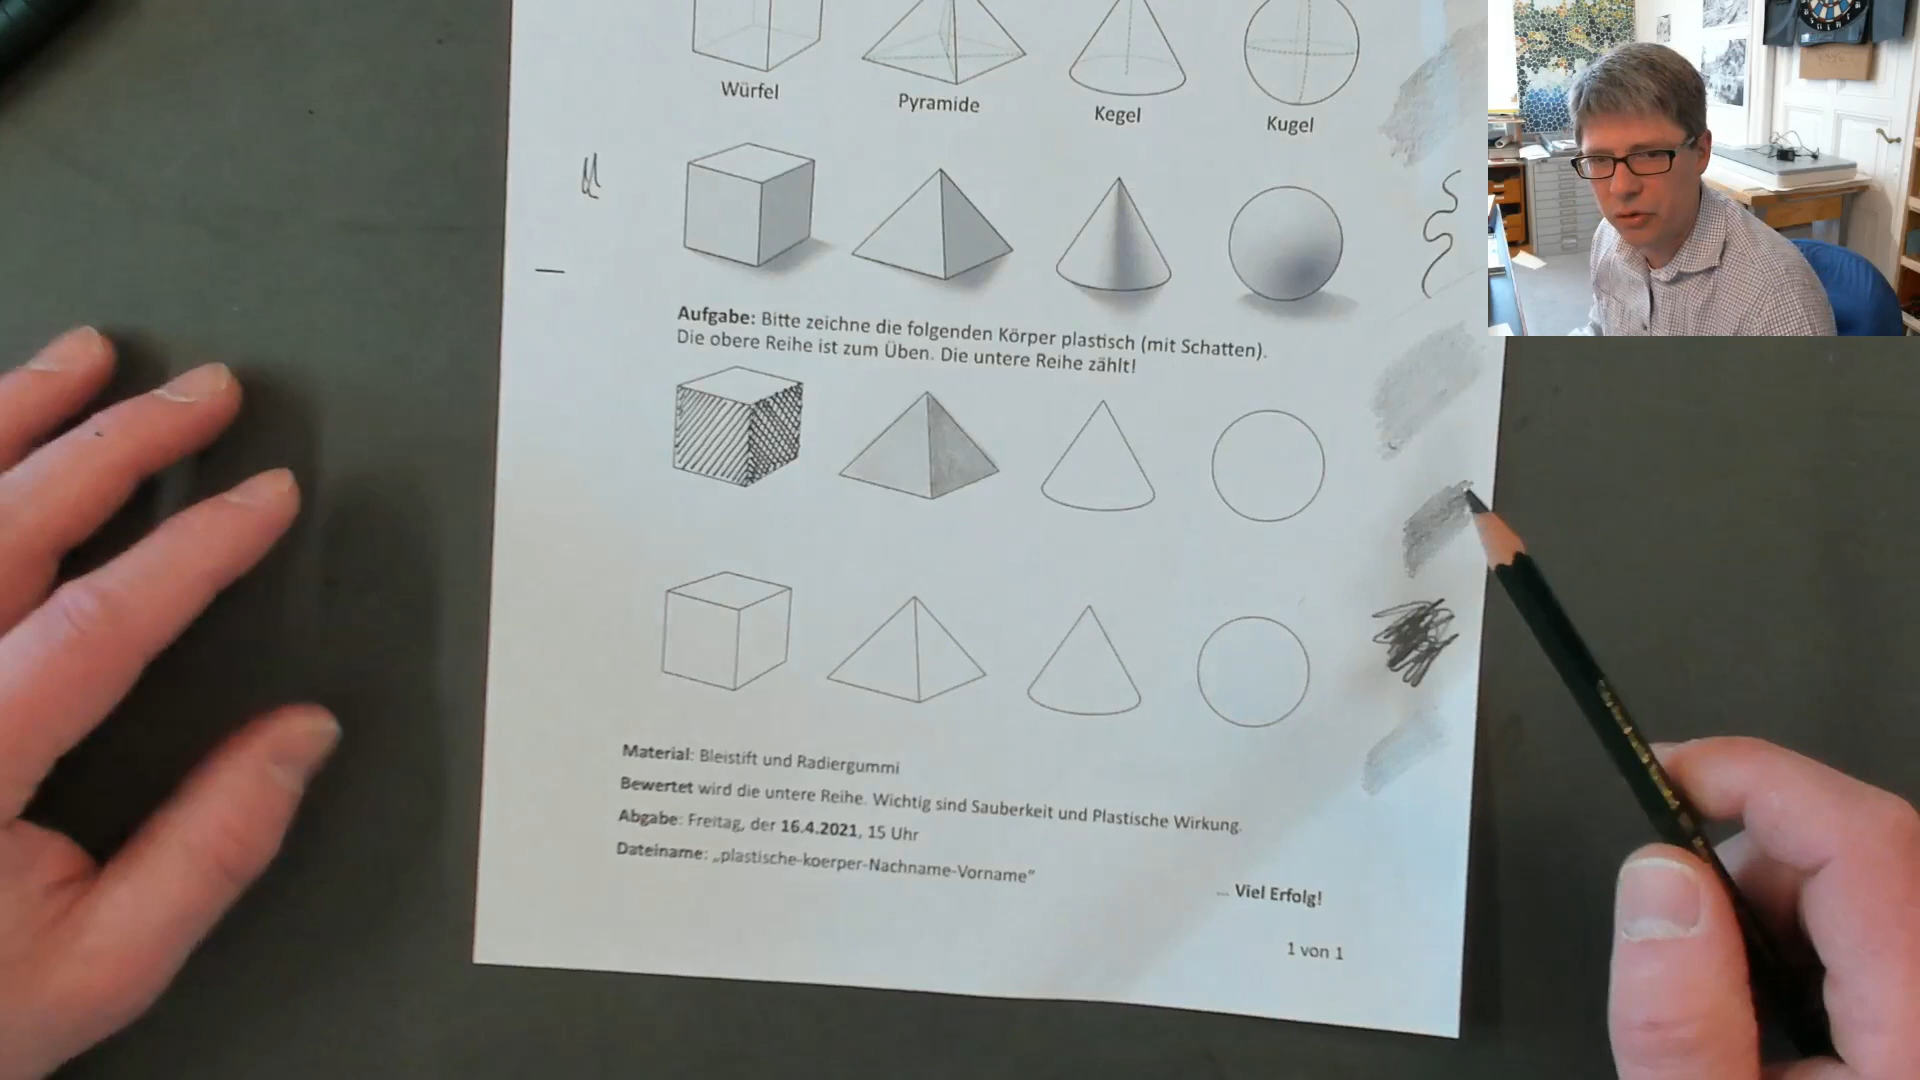 Würfel
Pyramide
Kegel
Kugel
Aufgabe: Bitte zeichne die folgenden Körper plastisch (mit Schatten).
Die obere Reihe ist zum Üben. Die untere Reihe zählt!
Material: Bleistift und Radiergummi
Bewertet wird die untere Reihe. Wichtig sind Sauberkeit und Plastische Wirkung.
Abgabe: Freitag, der 16.4.2021, 15 Uhr
Dateiname: „plastische-koerper-Nachname-Vorname“
... Viel Erfolg!
1 von 1